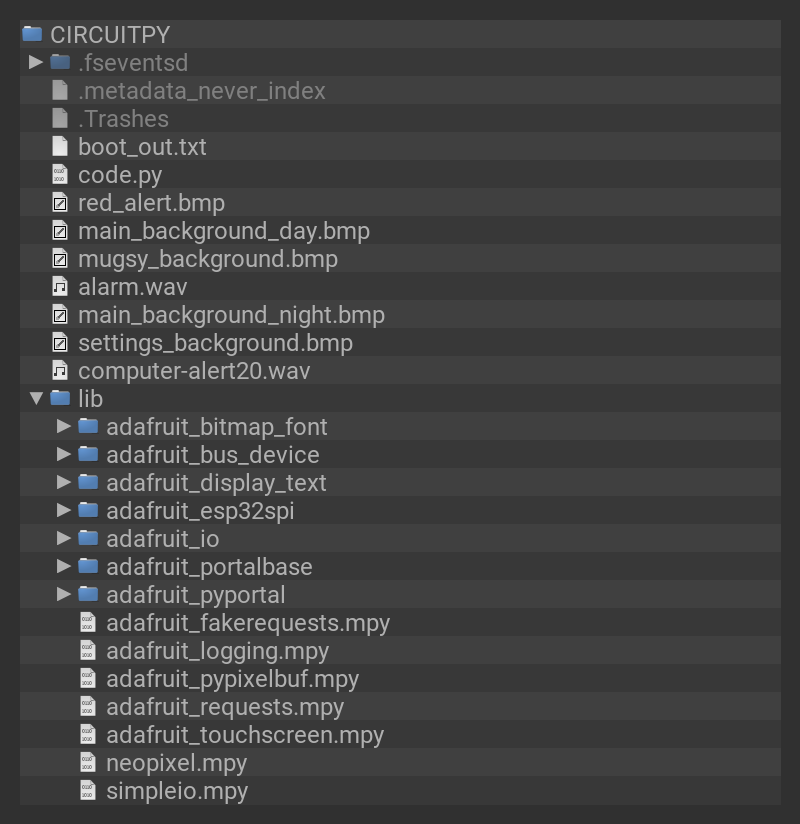 CIRCUITPY
.fseventsd
.metadata_never_index
.Trashes
boot_out.txt
code.py
red_alert.bmp
main_background_day.bmp
mugsy_background.bmp
alarm.wav
main_background_night.bmp
settings_background.bmp
computer-alert20.wav
lib
adafruit_bitmap_font
adafruit_bus_device
adafruit_display_text
adafruit_esp32spi
adafruit_io
adafruit_portalbase
adafruit_pyportal
adafruit_fakerequests.mpy
adafruit_logging.mpy
adafruit_pypixelbuf.mpy
adafruit_requests.mpy
adafruit_touchscreen.mpy
neopixel.mpy
simpleio.mpy